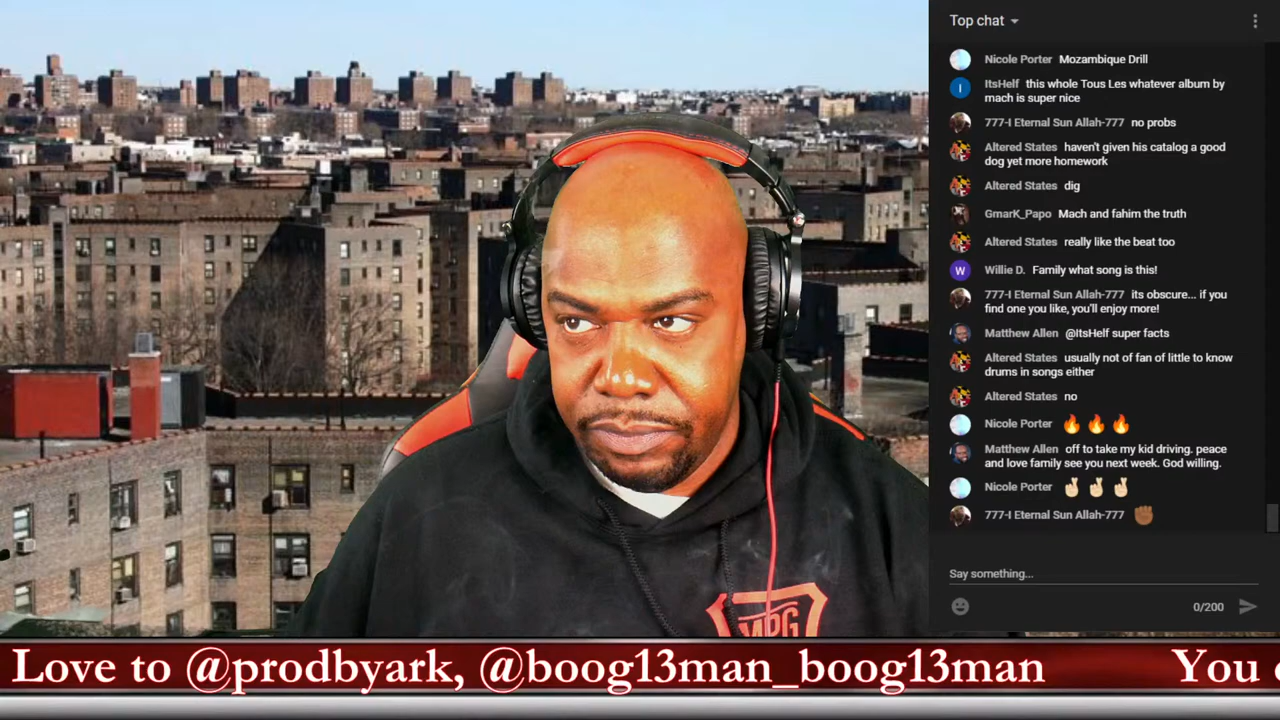 Top chat
Nicole Porter Mozambique Drill
I ItsHelf this whole Tous Les whatever album by
mach is super nice
777-I Eternal Sun Allah-777 no probs
Altered States haven't given his catalog a good
dog yet more homework
Altered States dig
GmarK_Papo Mach and fahim the truth
Altered States really like the beat too
W Willie D. Family what song is this!
777-I Eternal Sun Allah-777 its obscure... if you
find one you like, you'll enjoy more!
Matthew Allen @ItsHelf super facts
Altered States usually not of fan of little to know
drums in songs either
Altered States no
Nicole Porter 🔥🔥🔥
Matthew Allen off to take my kid driving. peace
and love family see you next week. God willing.
Nicole Porter 🤞🏻🤞🏻🤞🏻
777-I Eternal Sun Allah-777 ✊🏾
Say something...
0/200
MPG
Love to @prodbyark, @boog13man_boog13man You